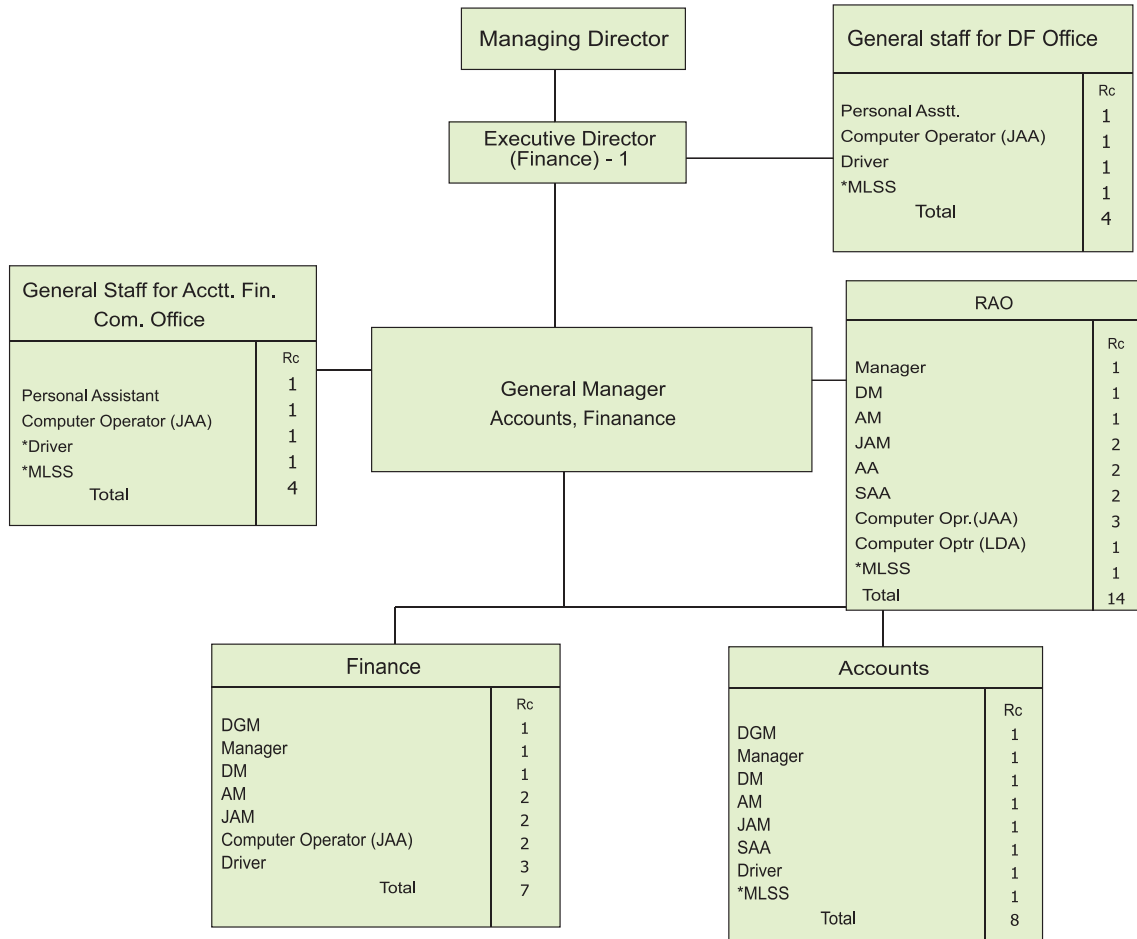 Managing Director
Executive Director
(Finance) - 1
General staff for DF Office
Rc
Personal Asstt. 1
Computer Operator (JAA) 1
Driver 1
*MLSS 1
Total 4
General Staff for Acctt. Fin.
Com. Office
Rc
Personal Assistant 1
Computer Operator (JAA) 1
*Driver 1
*MLSS 1
Total 4
General Manager
Accounts, Finanance
RAO
Rc
Manager 1
DM 1
AM 1
JAM 2
AA 2
SAA 2
Computer Opr.(JAA) 3
Computer Optr (LDA) 1
*MLSS 1
Total 14
Finance
Rc
DGM 1
Manager 1
DM 1
AM 2
JAM 2
Computer Operator (JAA) 2
Driver 3
Total 7
Accounts
Rc
DGM 1
Manager 1
DM 1
AM 1
JAM 1
SAA 1
Driver 1
*MLSS 1
Total 8